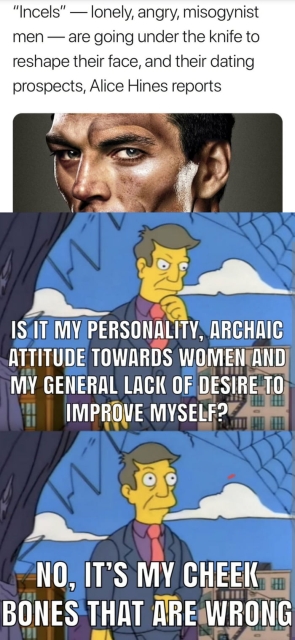 “Incels” — lonely, angry, misogynist
men — are going under the knife to
reshape their face, and their dating
prospects, Alice Hines reports
IS IT MY PERSONALITY, ARCHAIC
ATTITUDE TOWARDS WOMEN AND
MY GENERAL LACK OF DESIRE TO
IMPROVE MYSELF?
NO, IT'S MY CHEEK
BONES THAT ARE WRONG